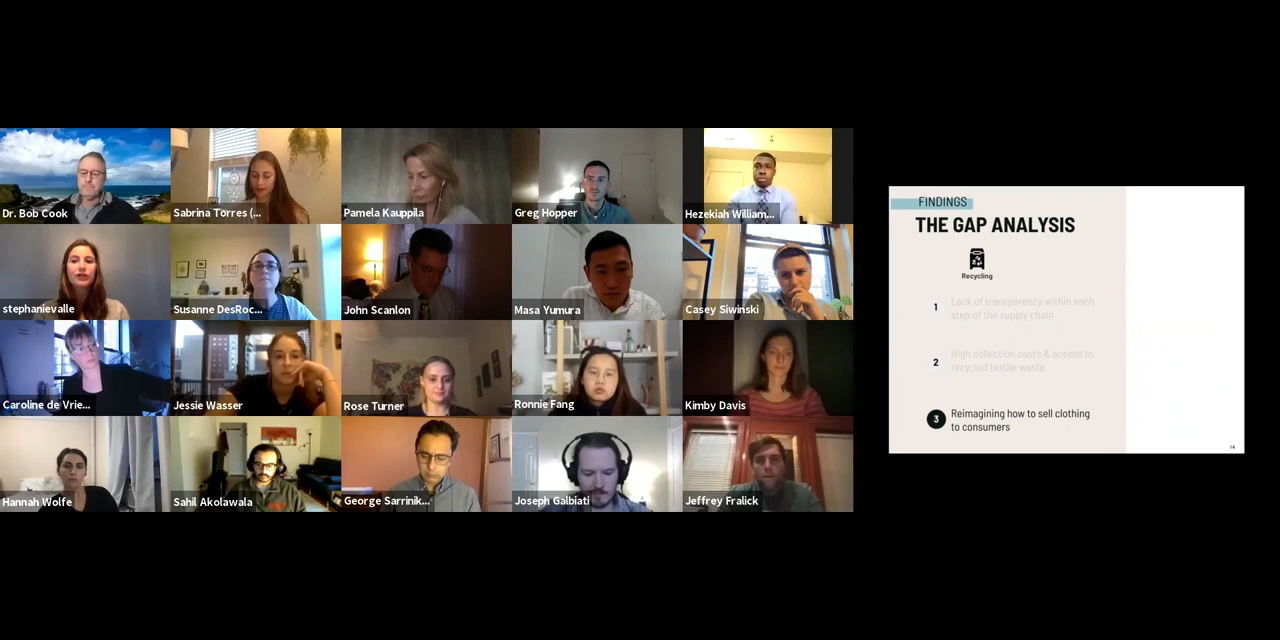 Dr. Bob Cook
Sabrina Torres (...
Pamela Kauppila
Greg Hopper
Hezekiah William...
stephanievalle
Susanne DesRoc...
John Scanlon
Masa Yumura
Casey Siwinski
Caroline de Vrie...
Jessie Wasser
Rose Turner
Ronnie Fang
Kimby Davis
Hannah Wolfe
Sahil Akolawala
George Sarrinik...
Joseph Galbiati
Jeffrey Fralick
FINDINGS
THE GAP ANALYSIS
Recycling
1 Lack of transparency within each
step of the supply chain
2 High collection costs & access to
recycled textile waste
3 Reimagining how to sell clothing
to consumers
14